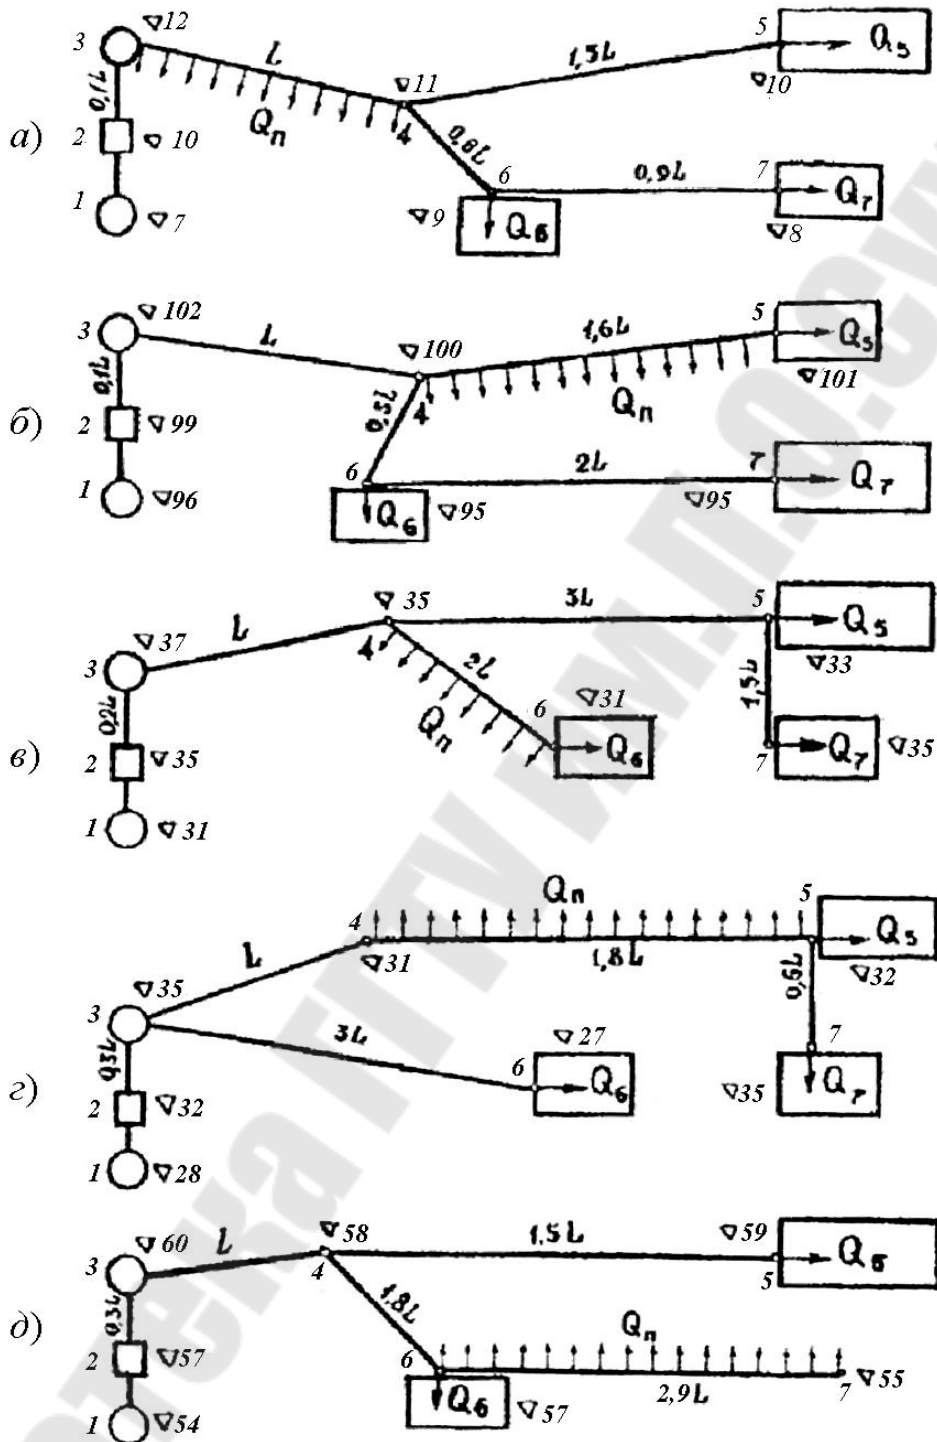 а)
3 ▽12
L
Qп
0,1L
2 ▽10
1 ▽7
▽11
4
1,5L
5 Q5
▽10
0,8L
6
▽9 Q6
0,9L
7 Q7
▽8
б)
3 ▽102
L
0,1L
2 ▽99
1 ▽96
▽100
4
1,6L
Qп
5 Q5
▽101
0,5L
6
Q6 ▽95
2L
▽95
7 Q7
в)
3 ▽37
L
0,2L
2 ▽35
1 ▽31
▽35
4
3L
5 Q5
▽33
2L
Qп
6 ▽31
Q6
1,5L
7 Q7 ▽35
г)
3 ▽35
L
0,3L
2 ▽32
1 ▽28
4
▽31
Qп
1,8L
5 Q5
▽32
3L
6 ▽27
Q6
0,6L
7
▽35 Q7
д)
3 ▽60
L
0,3L
2 ▽57
1 ▽54
▽58
4
1,5L
▽59
5 Q5
1,8L
6
Q6 ▽57
Qп
2,9L
7 ▽55